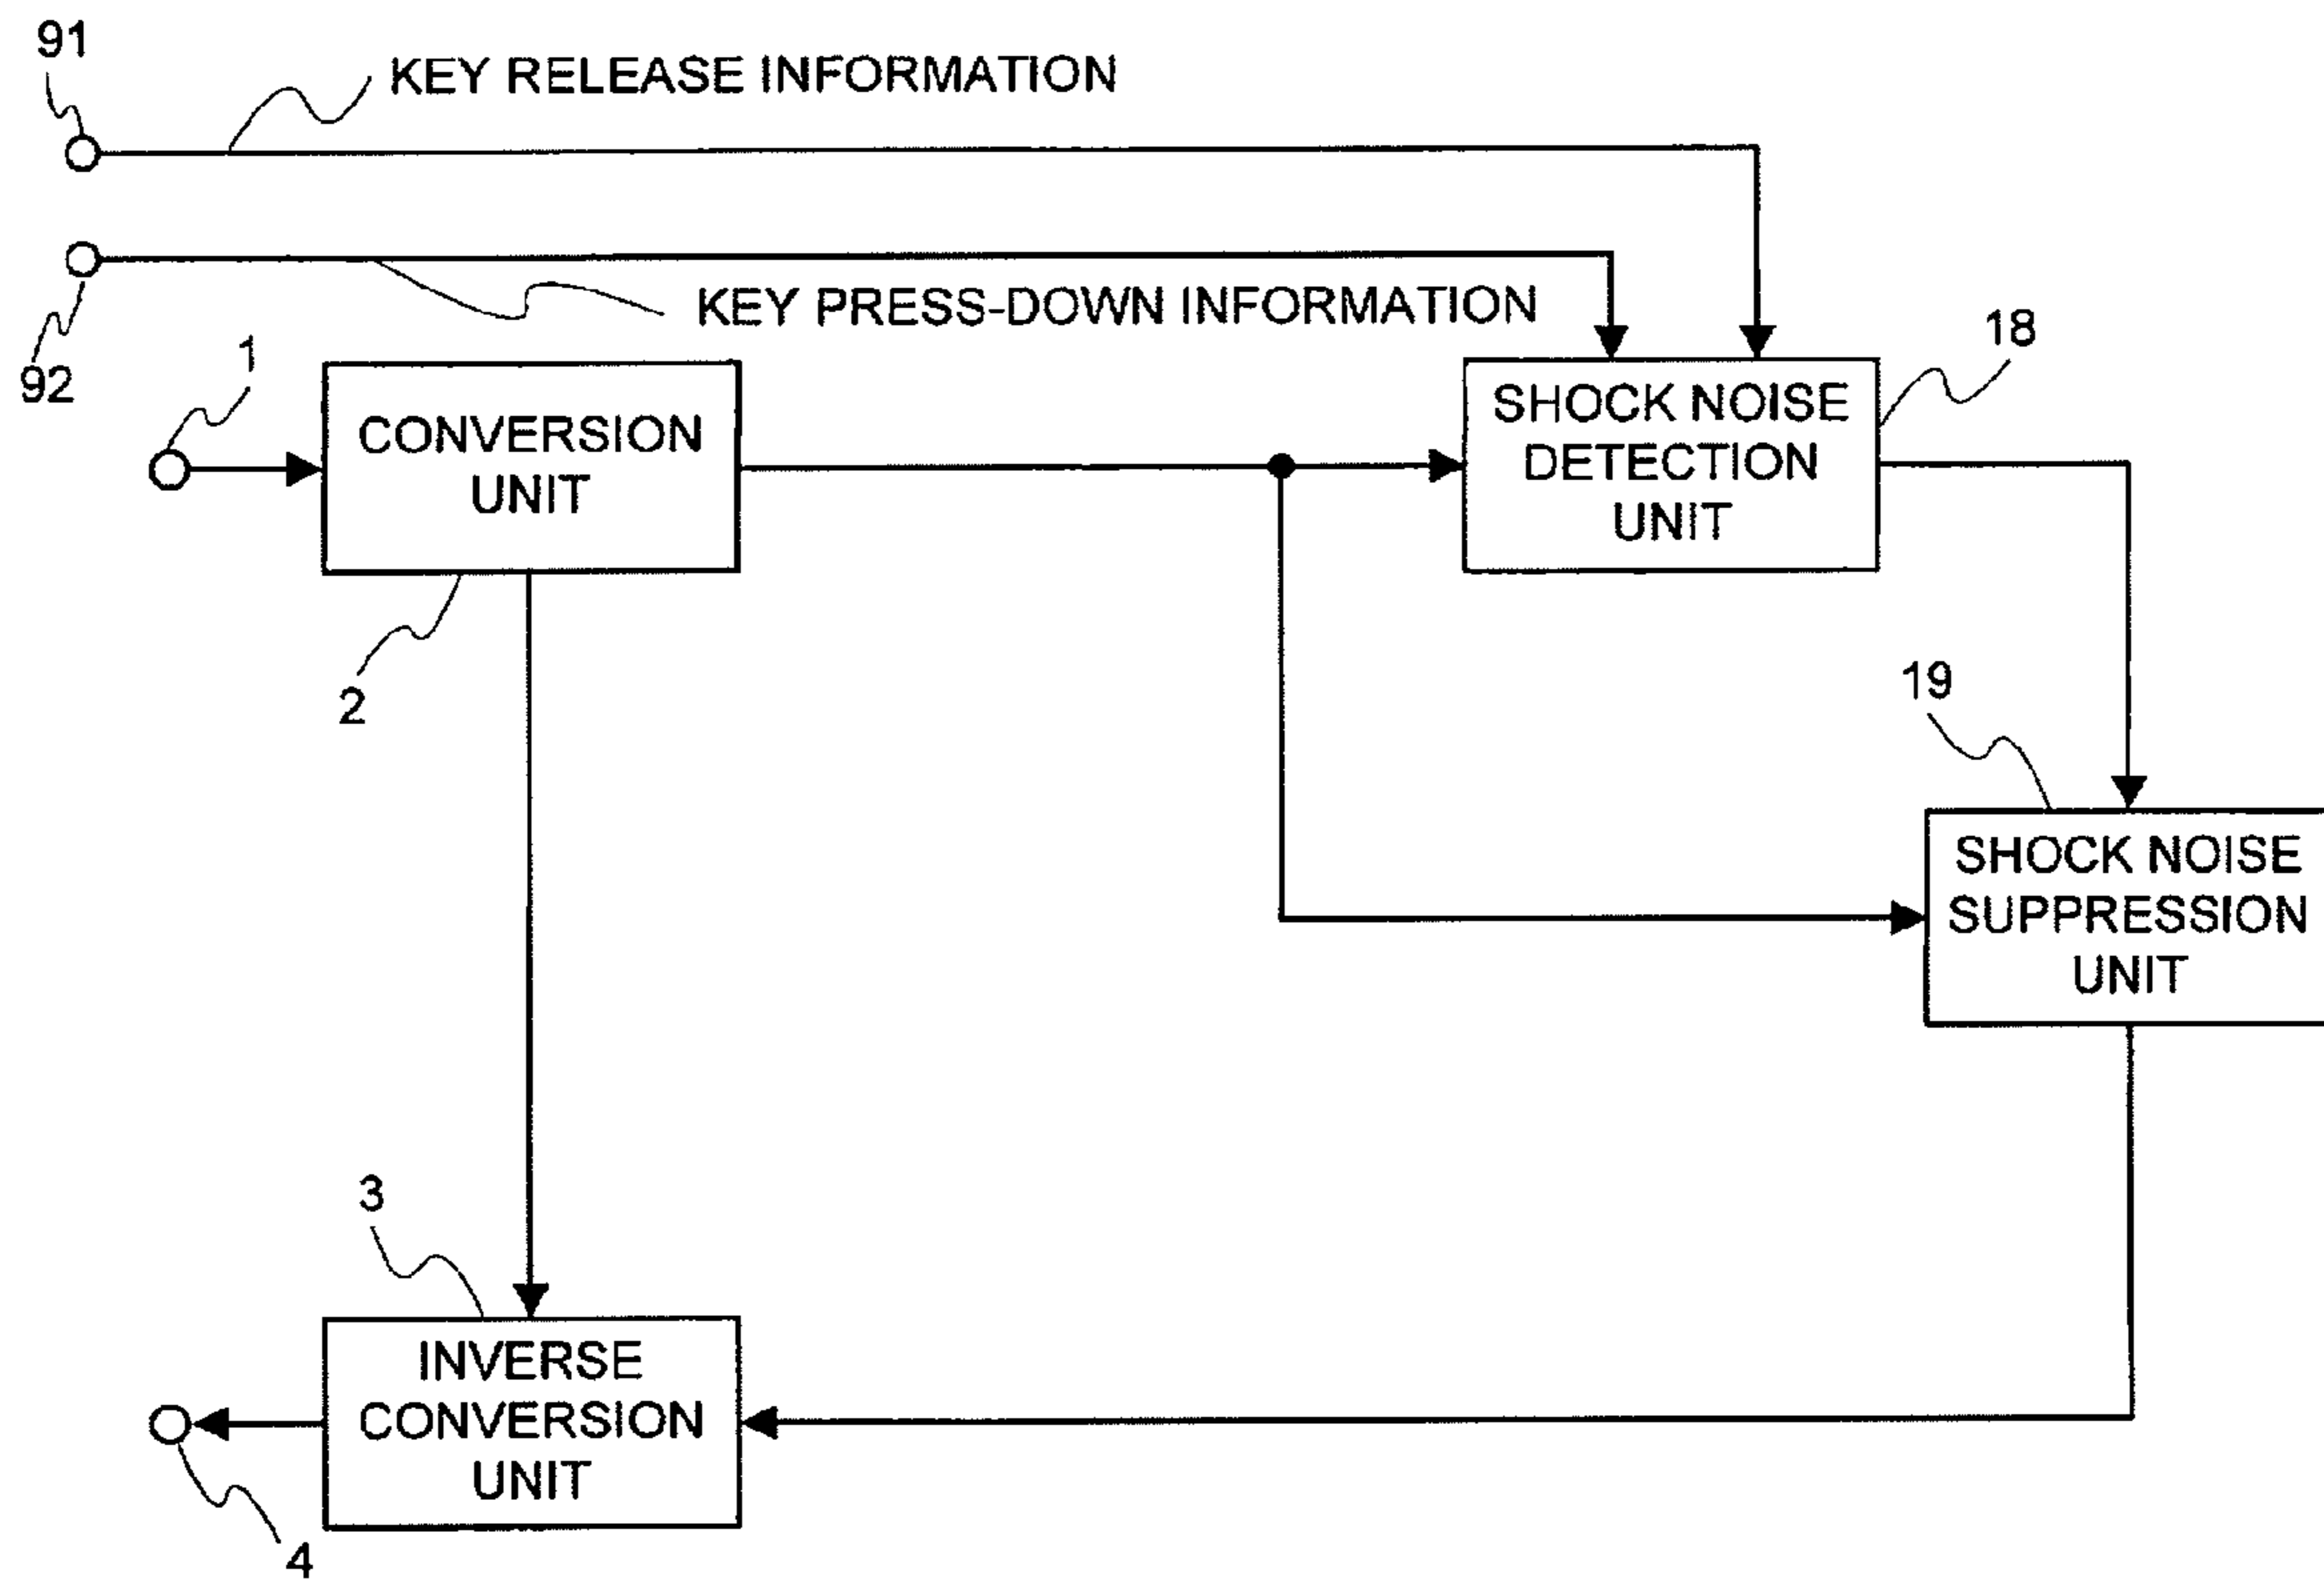 91
KEY RELEASE INFORMATION
92
KEY PRESS-DOWN INFORMATION
1
CONVERSION
UNIT
2
SHOCK NOISE
DETECTION
UNIT
18
19
SHOCK NOISE
SUPPRESSION
UNIT
3
INVERSE
CONVERSION
UNIT
4